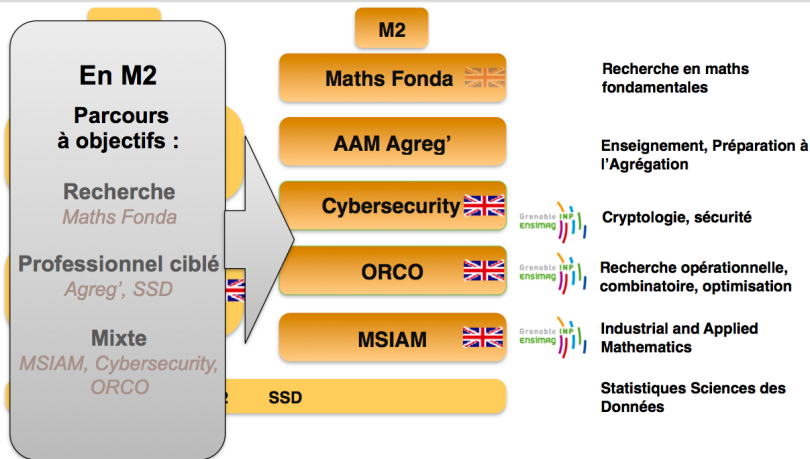 En M2
Parcours
à objectifs :
Recherche
Maths Fonda
Professionnel ciblé
Agreg', SSD
Mixte
MSIAM, Cybersecurity,
ORCO
M2
Maths Fonda
Recherche en maths
fondamentales
AAM Agreg'
Enseignement, Préparation à
l'Agrégation
Cybersecurity
Grenoble INP
Ensimag
Cryptologie, sécurité
ORCO
Grenoble INP
Ensimag
Recherche opérationnelle,
combinatoire, optimisation
MSIAM
Grenoble INP
Ensimag
Industrial and Applied
Mathematics
2 SSD
Statistiques Sciences des
Données